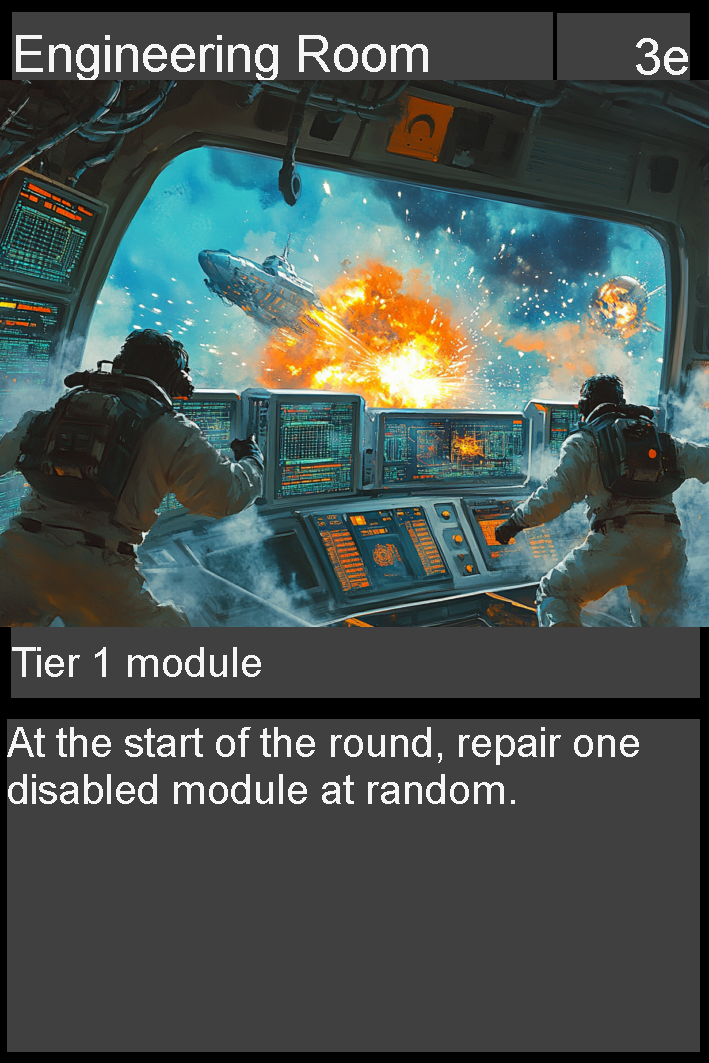 Engineering Room
3e
Tier 1 module
At the start of the round, repair one
disabled module at random.